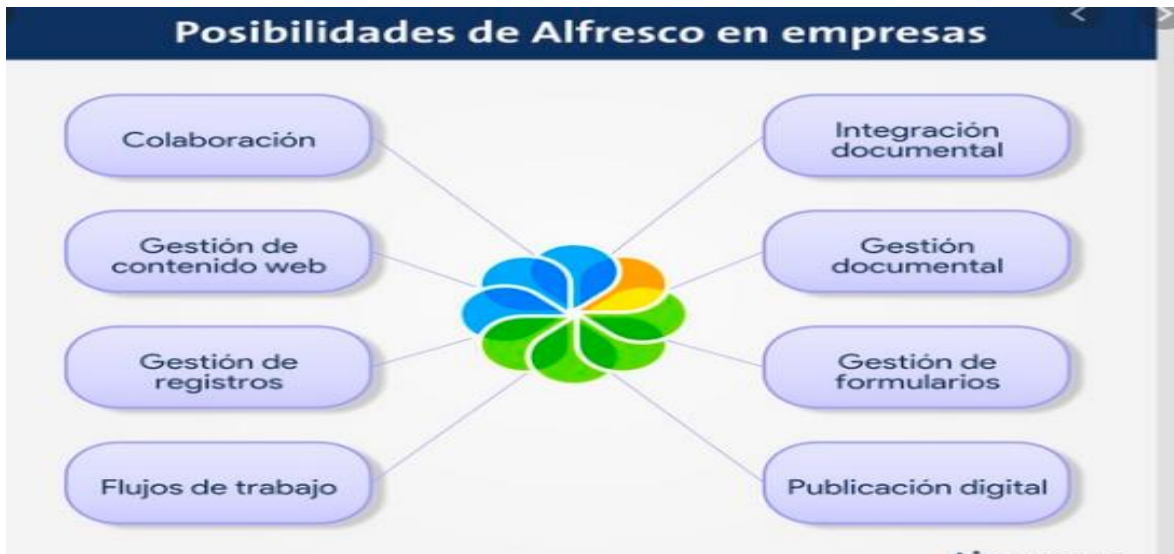 Posibilidades de Alfresco en empresas
Colaboración
Integración
documental
Gestión de
contenido web
Gestión
documental
Gestión de
registros
Gestión de
formularios
Flujos de trabajo
Publicación digital